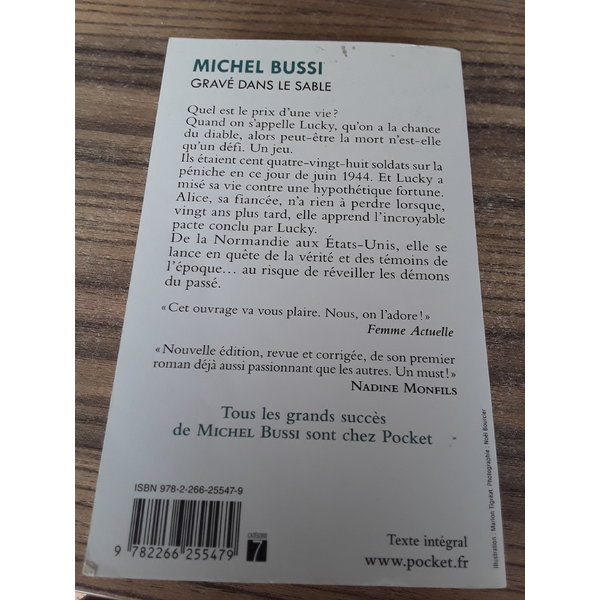 MICHEL BUSSI
GRAVÉ DANS LE SABLE
Quel est le prix d'une vie ?
Quand on s'appelle Lucky, qu'on a la chance
du diable, alors peut-être la mort n'est-elle
qu'un défi. Un jeu.
Ils étaient cent quatre-vingt-huit soldats sur la
péniche en ce jour de juin 1944. Et Lucky a
misé sa vie contre une hypothétique fortune.
Alice, sa fiancée, n'a rien à perdre lorsque,
vingt ans plus tard, elle apprend l'incroyable
pacte conclu par Lucky.
De la Normandie aux États-Unis, elle se
lance en quête de la vérité et des témoins de
l'époque… au risque de réveiller les démons
du passé.
« Cet ouvrage va vous plaire. Nous, on l'adore ! »
Femme Actuelle
« Nouvelle édition, revue et corrigée, de son premier
roman déjà aussi passionnant que les autres. Un must ! »
NADINE MONFILS
Tous les grands succès
de MICHEL BUSSI sont chez Pocket
ISBN 978-2-266-25547-9
9 782266 255479
CATÉGORIE
7
Texte intégral
www.pocket.fr
Illustration : Marion Tigréat. Photographie : Noël Bourcier